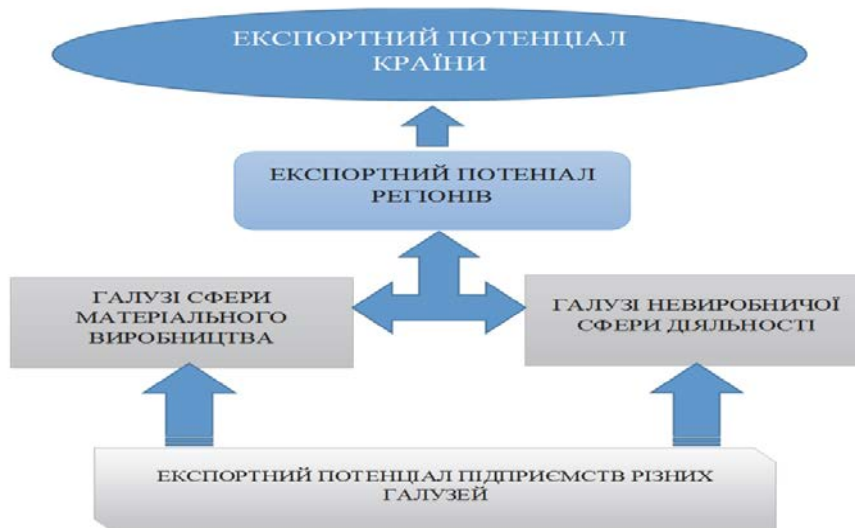 ЕКСПОРТНИЙ ПОТЕНЦІАЛ
КРАЇНИ
ЕКСПОРТНИЙ ПОТЕНІАЛ
РЕГІОНІВ
ГАЛУЗІ СФЕРИ
МАТЕРІАЛЬНОГО
ВИРОБНИЦТВА
ГАЛУЗІ НЕВИРОБНИЧОЇ
СФЕРИ ДІЯЛЬНОСТІ
ЕКСПОРТНИЙ ПОТЕНЦІАЛ ПІДПРИЄМСТВ РІЗНИХ
ГАЛУЗЕЙ